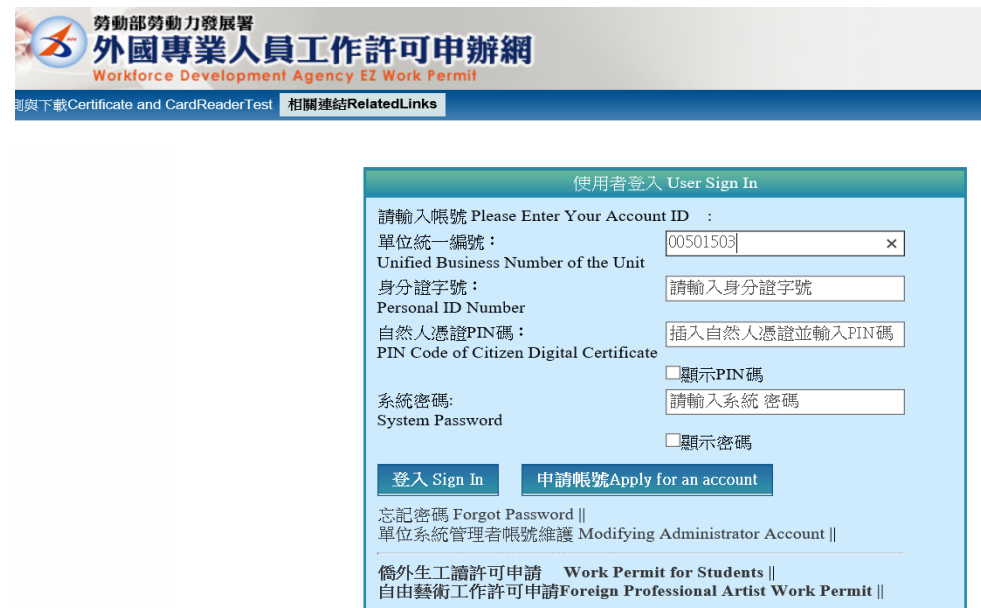 勞動部勞動力發展署
外國專業人員工作許可申辦網
Workforce Development Agency EZ Work Permit
與下載Certificate and CardReaderTest 相關連結RelatedLinks
使用者登入 User Sign In
請輸入帳號 Please Enter Your Account ID :
單位統一編號： 00501503 ×
Unified Business Number of the Unit
身分證字號： 請輸入身分證字號
Personal ID Number
自然人憑證PIN碼： 插入自然人憑證並輸入PIN碼
PIN Code of Citizen Digital Certificate
顯示PIN碼
系統密碼: 請輸入系統 密碼
System Password
顯示密碼
登入 Sign In 申請帳號Apply for an account
忘記密碼 Forgot Password ||
單位系統管理者帳號維護 Modifying Administrator Account ||
僑外生工讀許可申請 Work Permit for Students ||
自由藝術工作許可申請Foreign Professional Artist Work Permit ||